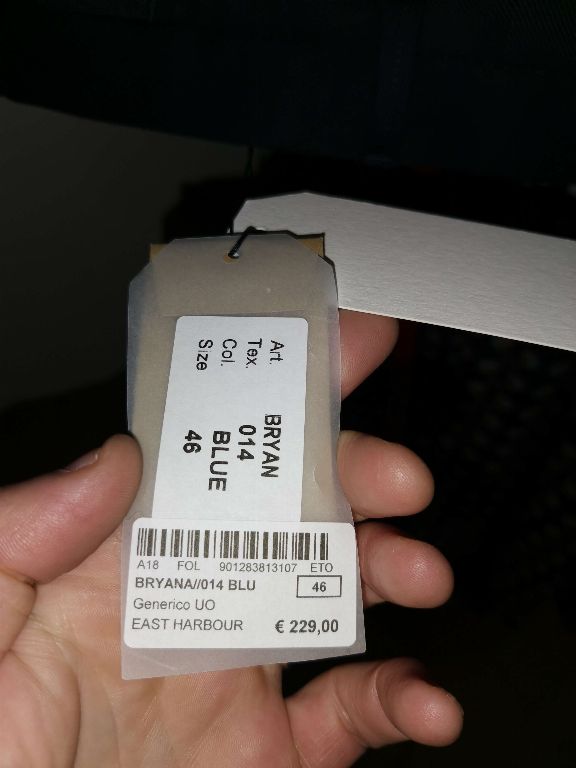 Art. BRYAN
Tex. 014
Col. BLUE
Size 46
A18 FOL 901283813107 ETO
BRYANA//014 BLU 46
Generico UO
EAST HARBOUR € 229,00